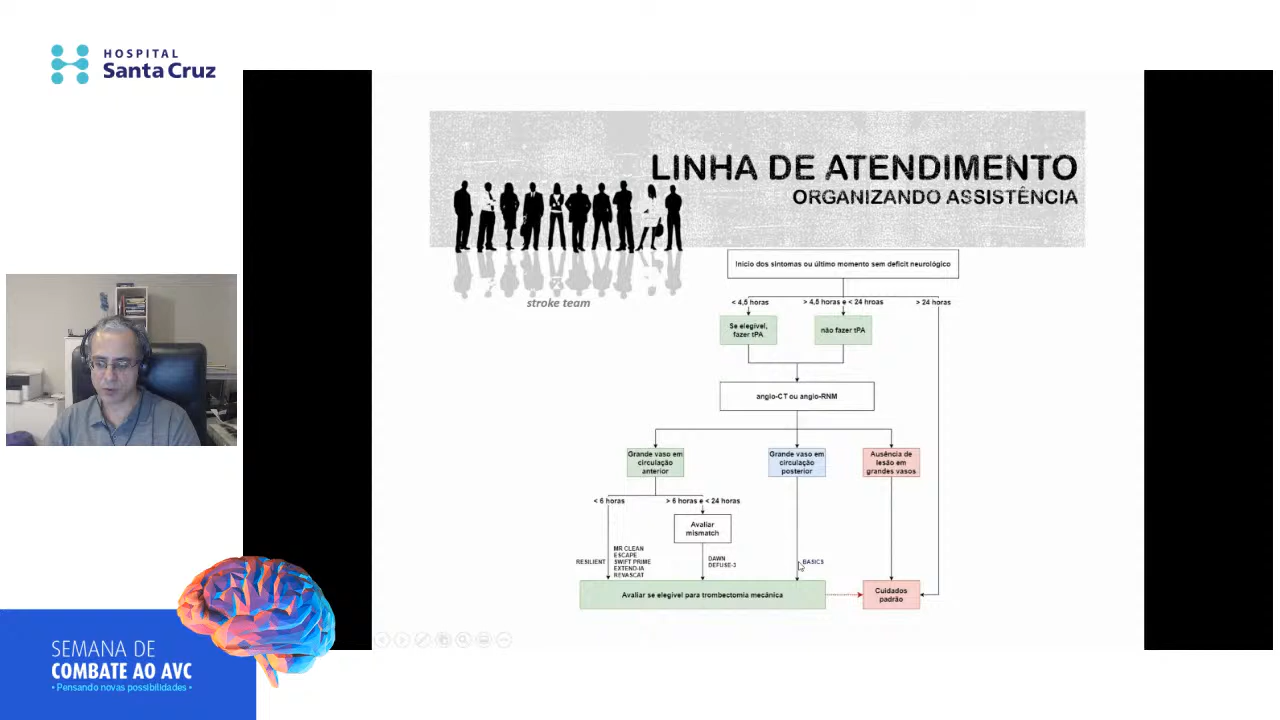 HOSPITAL
Santa Cruz
LINHA DE ATENDIMENTO
ORGANIZANDO ASSISTÊNCIA
stroke team
Início dos sintomas ou último momento sem deficit neurológico
< 4,5 horas
> 4,5 horas e < 24 hroas
> 24 horas
Se elegível,
fazer tPA
não fazer tPA
angio-CT ou angio-RNM
Grande vaso em
circulação
anterior
Grande vaso em
circulação
posterior
Ausência de
lesão em
grandes vasos
< 6 horas
> 6 horas e < 24 horas
Avaliar
mismatch
RESILIENT
MR CLEAN
ESCAPE
SWIFT PRIME
EXTEND-IA
REVASCAT
DAWN
DEFUSE-3
BASICS
Avaliar se elegível para trombectomia mecânica
Cuidados
padrão
SEMANA DE
COMBATE AO AVC
• Pensando novas possibilidades •